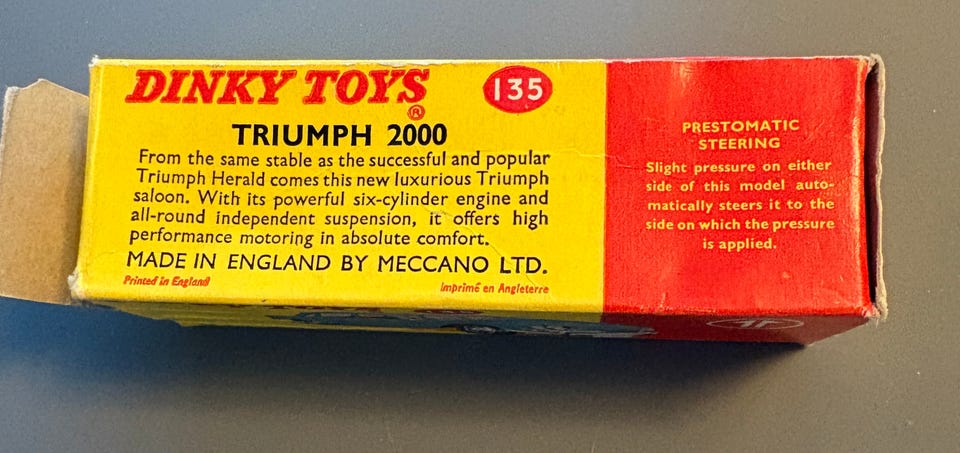 DINKY TOYS®
135
TRIUMPH 2000
From the same stable as the successful and popular
Triumph Herald comes this new luxurious Triumph
saloon. With its powerful six-cylinder engine and
all-round independent suspension, it offers high
performance motoring in absolute comfort.
MADE IN ENGLAND BY MECCANO LTD.
Printed in England
Imprimé en Angleterre
PRESTOMATIC
STEERING
Slight pressure on either
side of this model auto-
matically steers it to the
side on which the pressure
is applied.